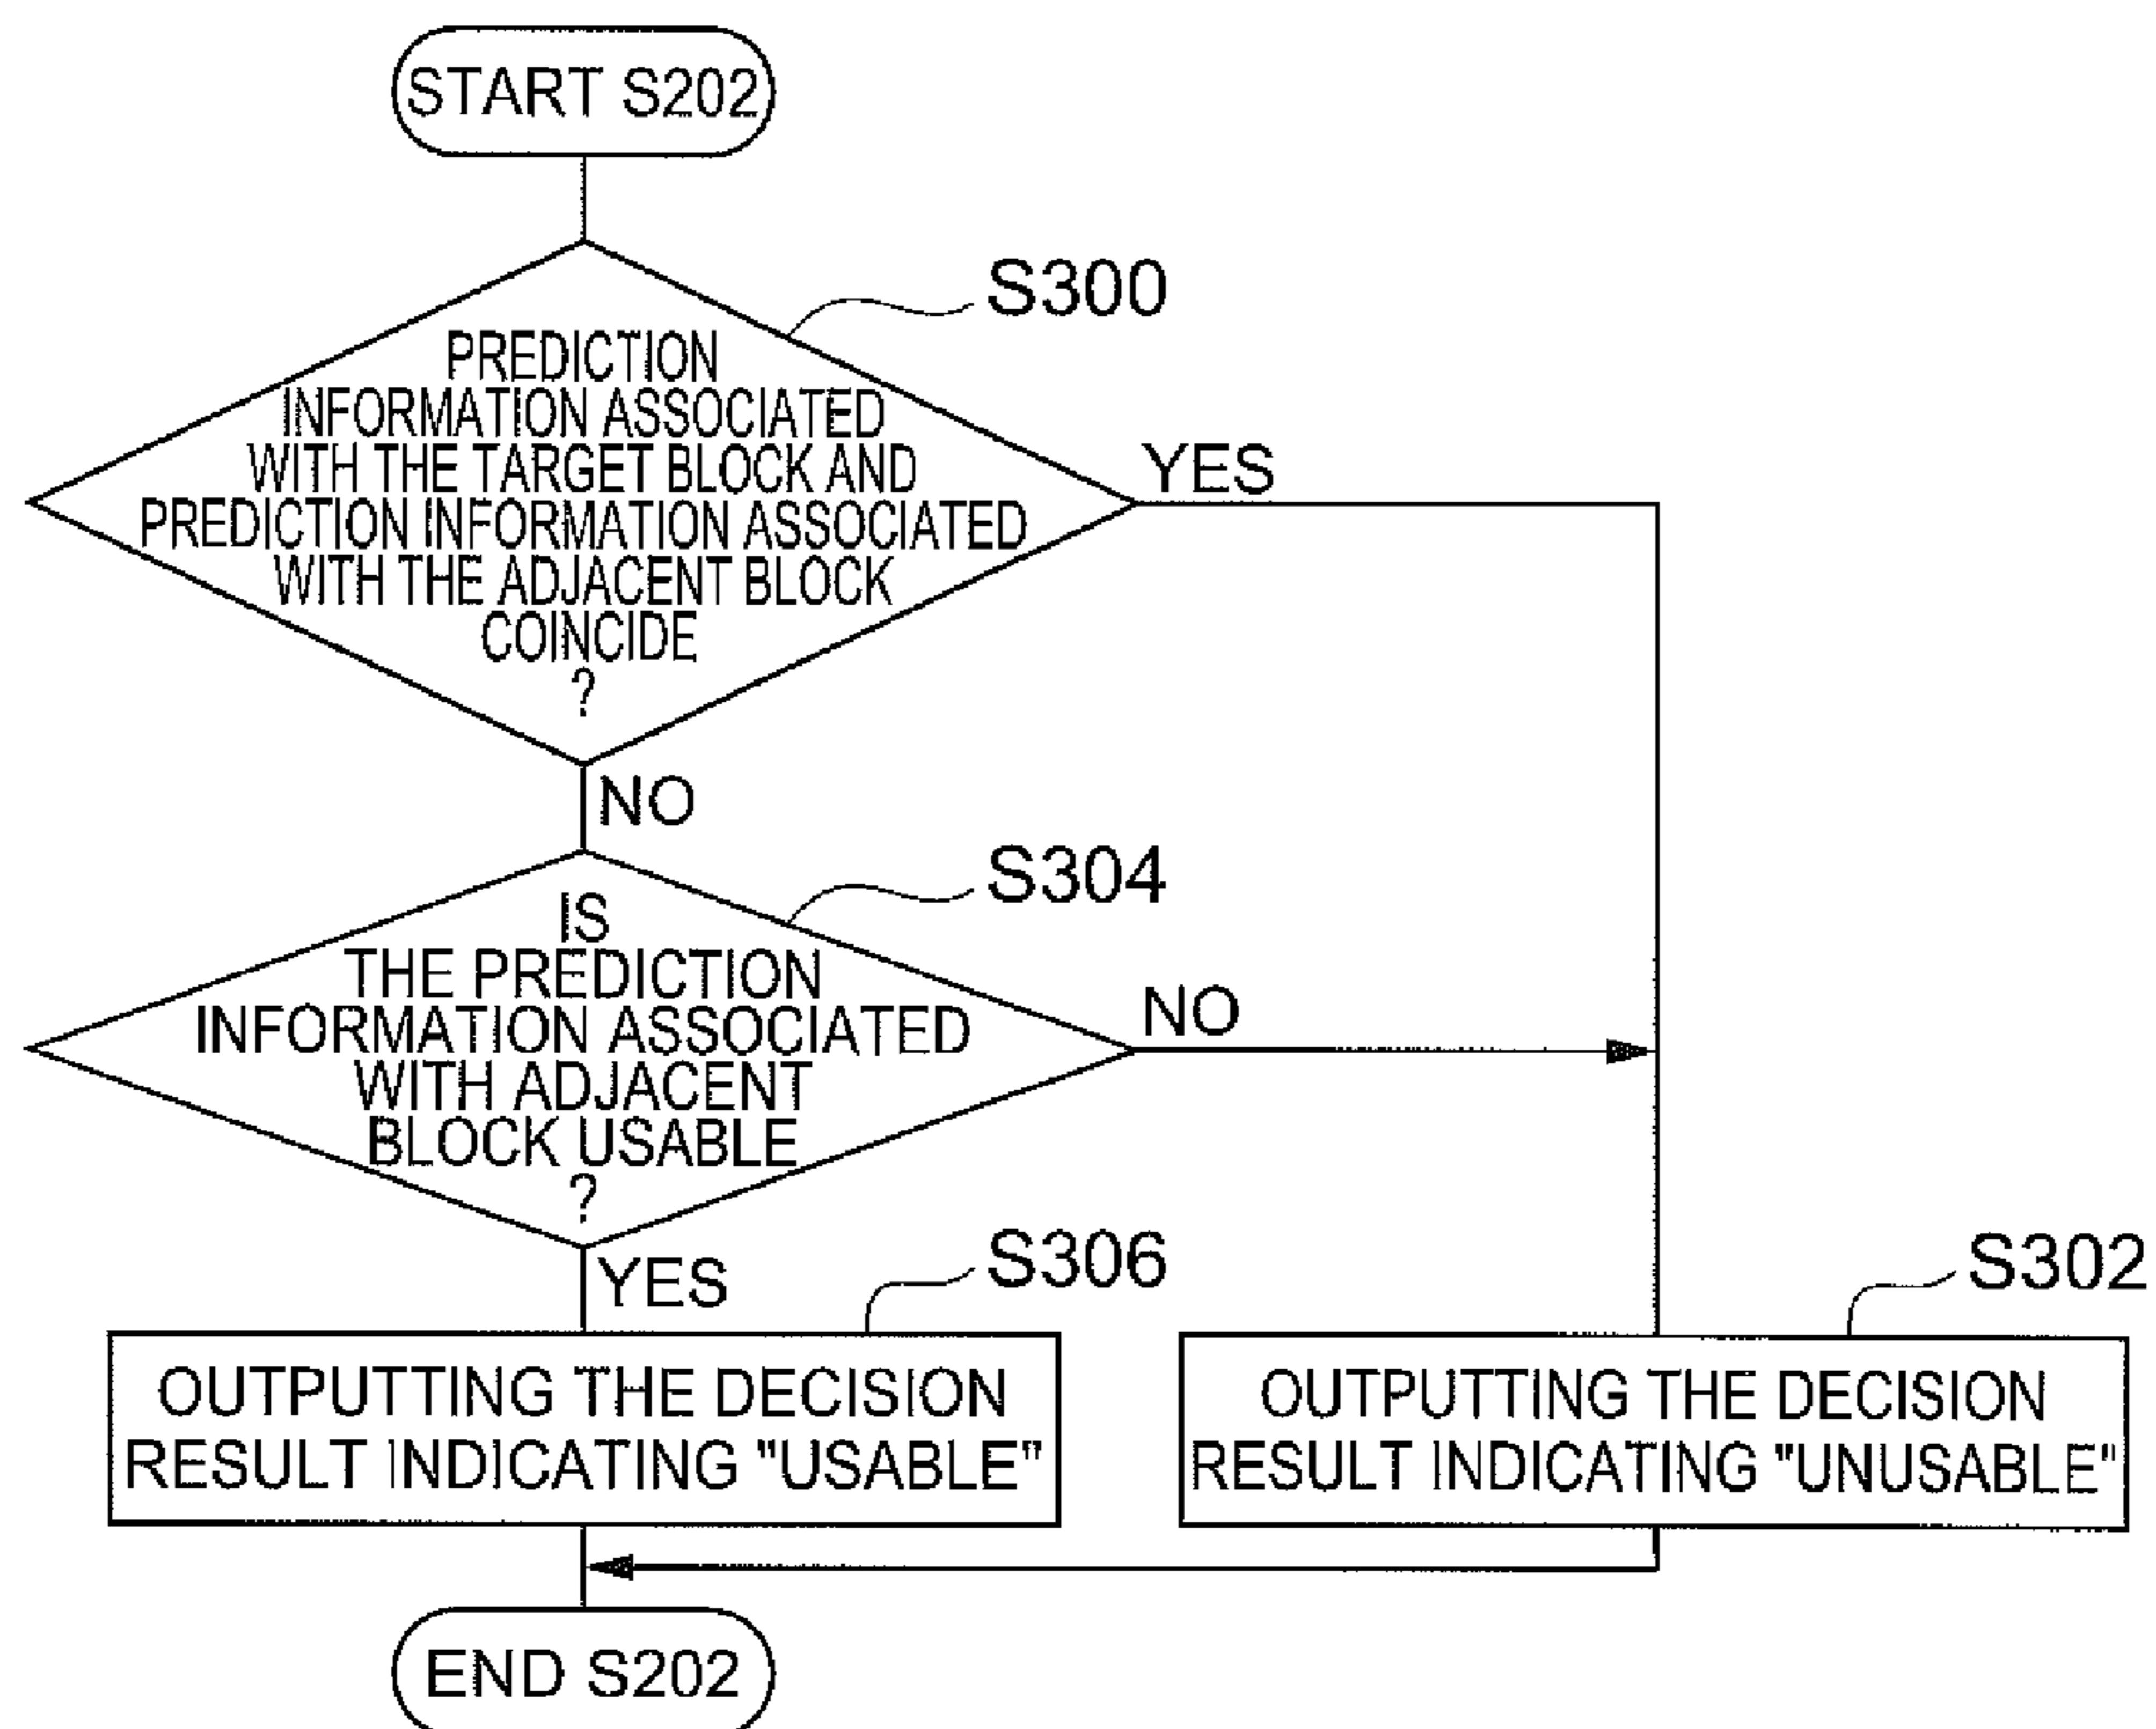 START S202
S300
PREDICTION
INFORMATION ASSOCIATED
WITH THE TARGET BLOCK AND
PREDICTION INFORMATION ASSOCIATED
WITH THE ADJACENT BLOCK
COINCIDE
?
YES
NO
S304
IS
THE PREDICTION
INFORMATION ASSOCIATED
WITH ADJACENT
BLOCK USABLE
?
NO
YES
S306
OUTPUTTING THE DECISION
RESULT INDICATING "USABLE"
S302
OUTPUTTING THE DECISION
RESULT INDICATING "UNUSABLE"
END S202